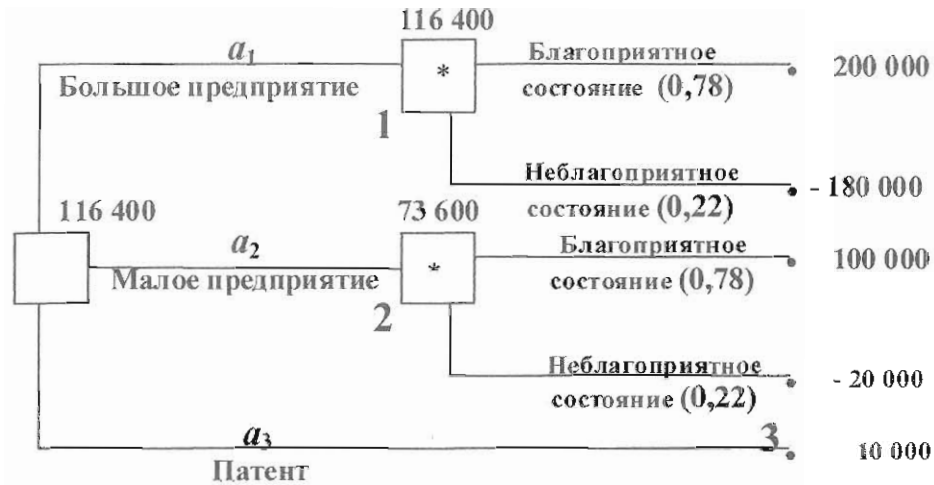 116 400
a₁
Большое предприятие
*
1
Благоприятное
состояние (0,78)
200 000
Неблагоприятное
состояние (0,22)
- 180 000
116 400
a₂
Малое предприятие
73 600
*
2
Благоприятное
состояние (0,78)
100 000
Неблагоприятное
состояние (0,22)
- 20 000
a₃
Патент
3
10 000